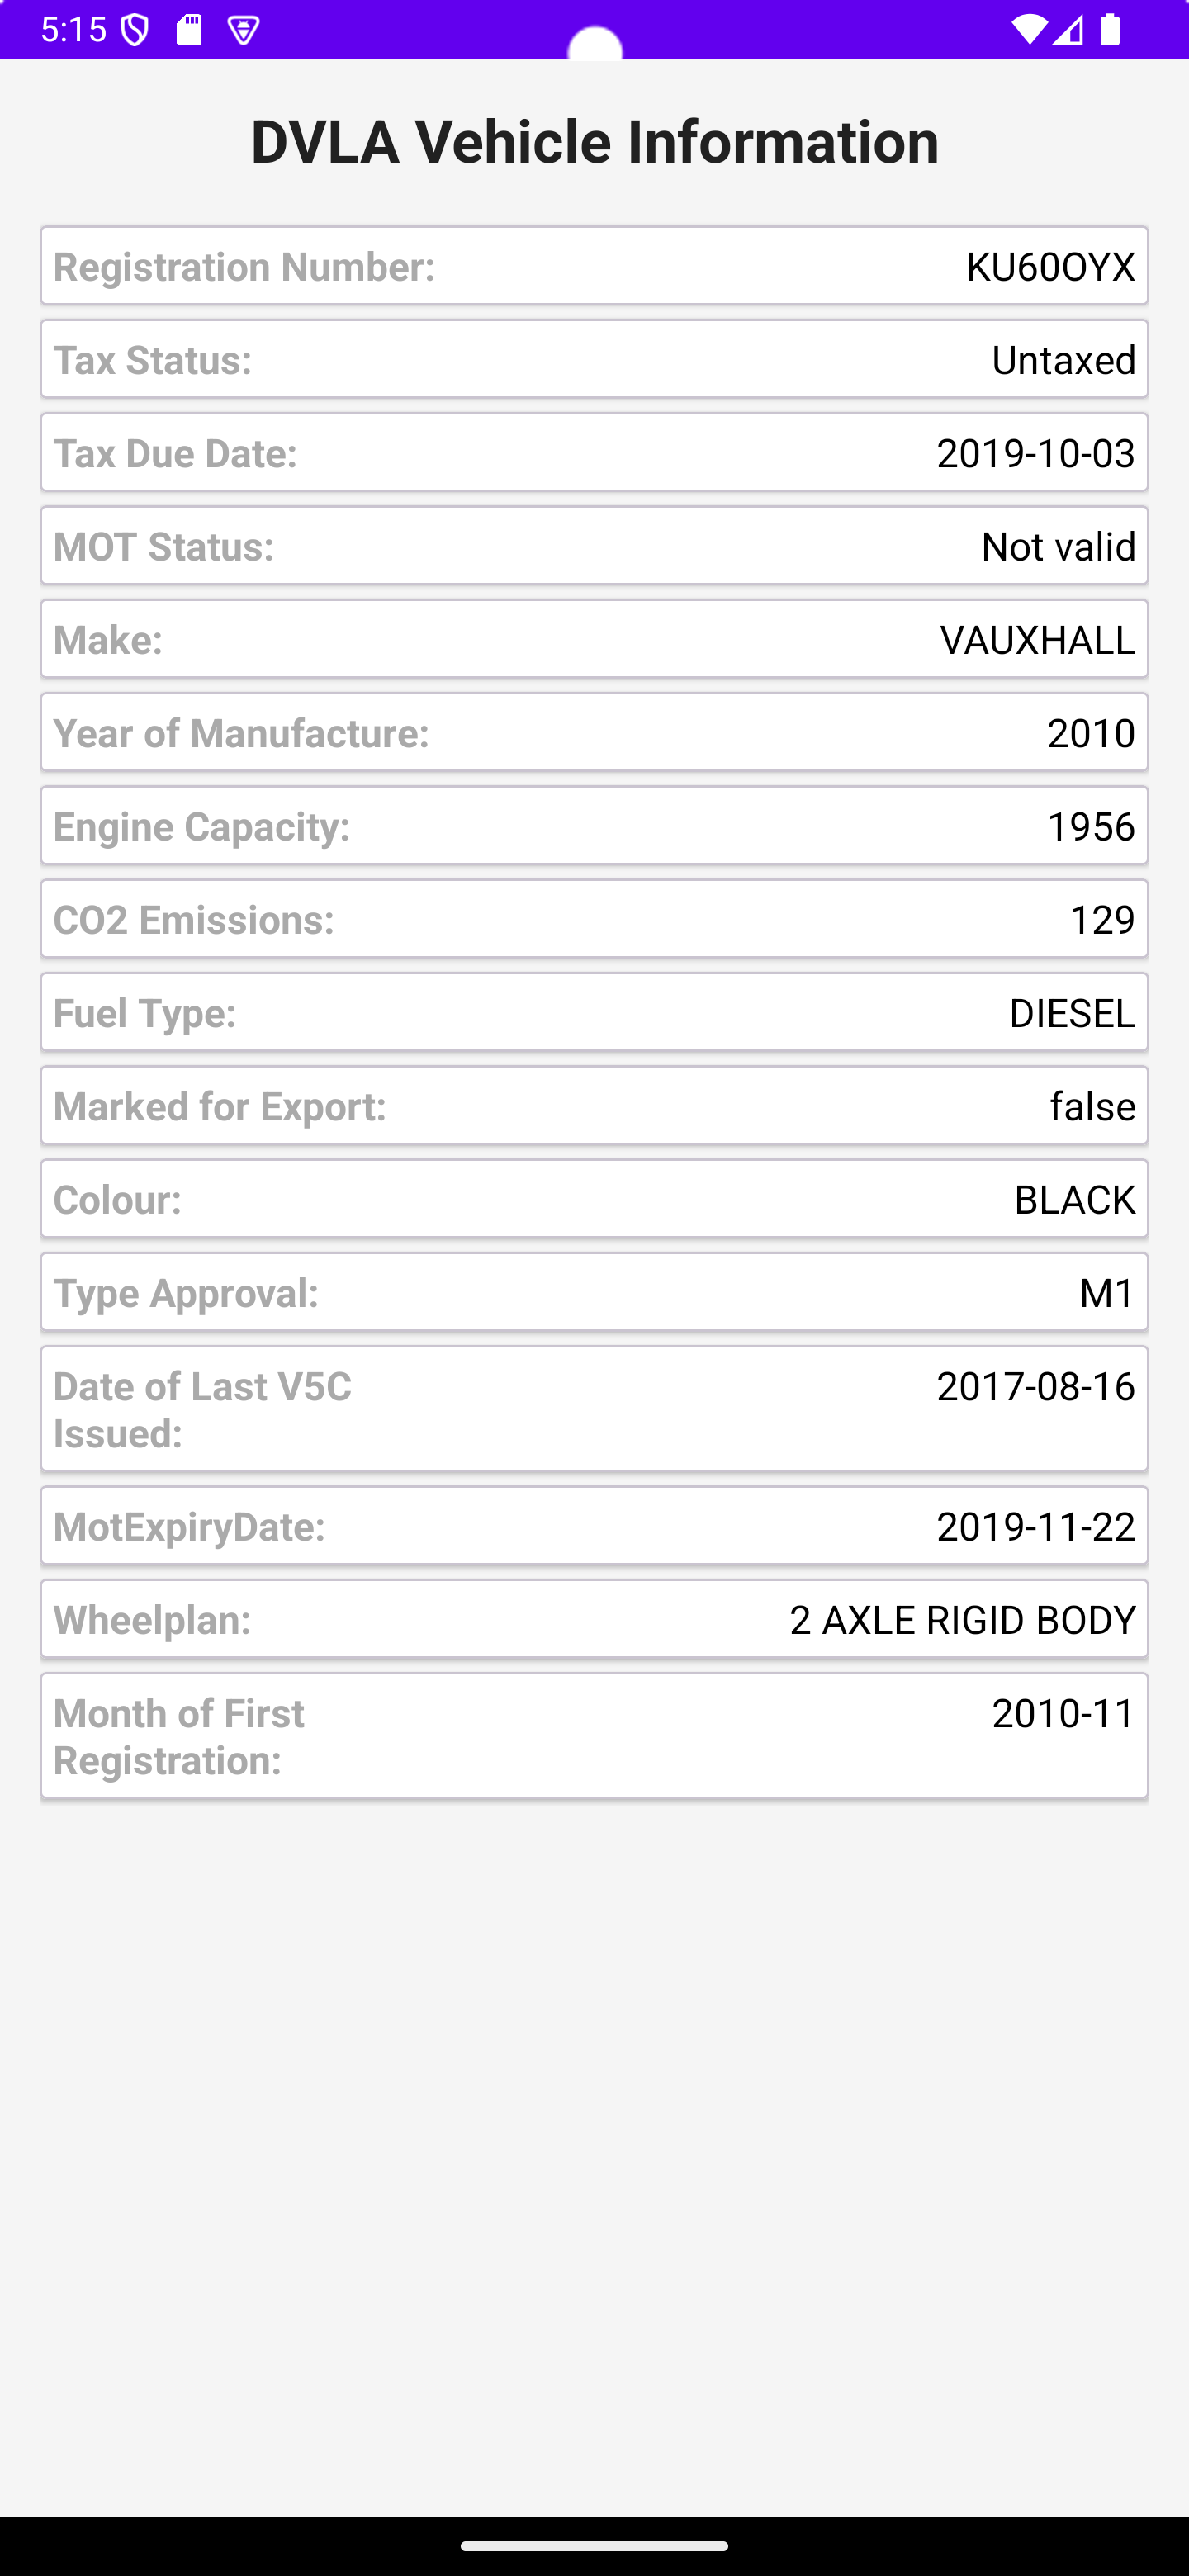 5:15
DVLA Vehicle Information
Registration Number: KU60OYX
Tax Status: Untaxed
Tax Due Date: 2019-10-03
MOT Status: Not valid
Make: VAUXHALL
Year of Manufacture: 2010
Engine Capacity: 1956
CO2 Emissions: 129
Fuel Type: DIESEL
Marked for Export: false
Colour: BLACK
Type Approval: M1
Date of Last V5C 2017-08-16
Issued:
MotExpiryDate: 2019-11-22
Wheelplan: 2 AXLE RIGID BODY
Month of First 2010-11
Registration: